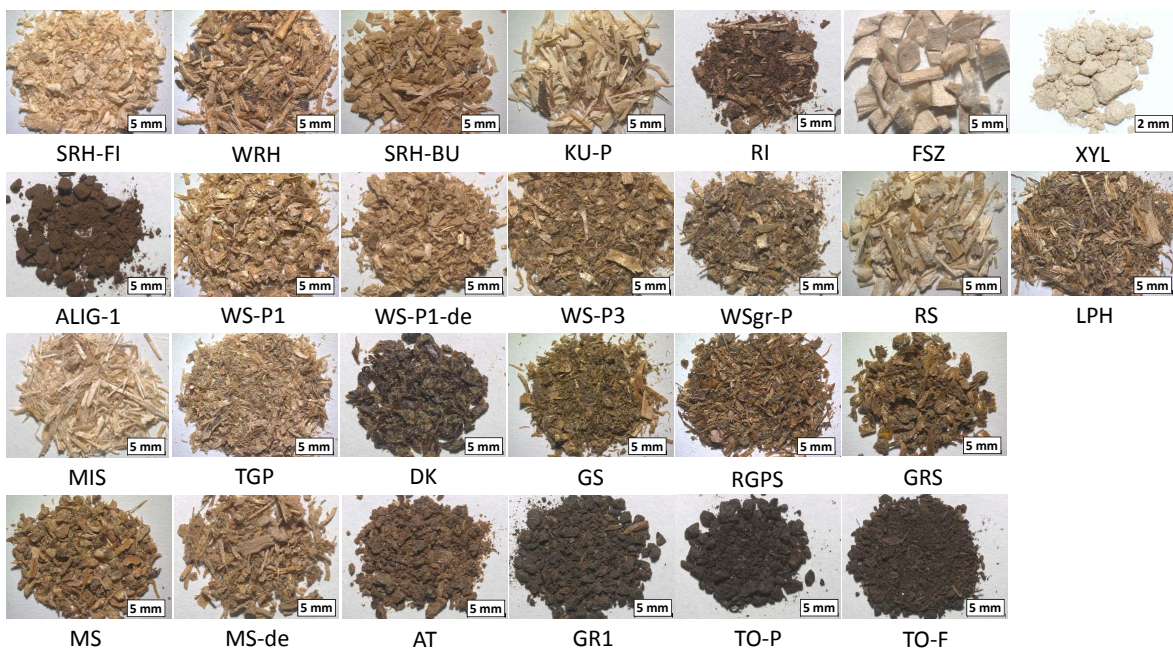 5 mm 5 mm 5 mm 5 mm 5 mm 5 mm 2 mm
SRH-FI WRH SRH-BU KU-P RI FSZ XYL
5 mm 5 mm 5 mm 5 mm 5 mm 5 mm 5 mm
ALIG-1 WS-P1 WS-P1-de WS-P3 WSgr-P RS LPH
5 mm 5 mm 5 mm 5 mm 5 mm 5 mm
MIS TGP DK GS RGPS GRS
5 mm 5 mm 5 mm 5 mm 5 mm 5 mm
MS MS-de AT GR1 TO-P TO-F